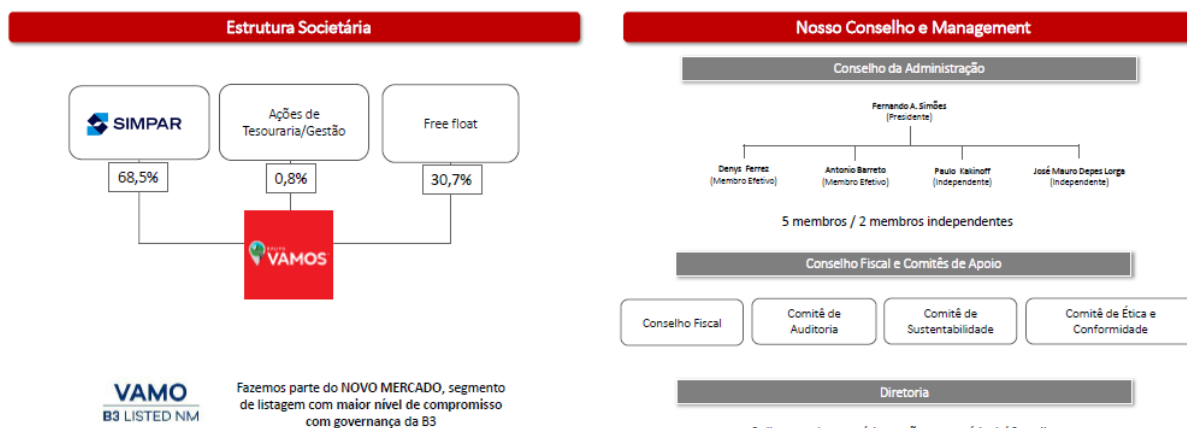 Estrutura Societária
SIMPAR
Ações de
Tesouraria/Gestão
Free float
68,5%
0,8%
30,7%
GRUPO
VAMOS
VAMO
B3 LISTED NM
Fazemos parte do NOVO MERCADO, segmento
de listagem com maior nível de compromisso
com governança da B3
Nosso Conselho e Management
Conselho da Administração
Fernando A. Simões
(Presidente)
Denys Ferrez
(Membro Efetivo)
Antonio Barreto
(Membro Efetivo)
Paulo Kakinoff
(Independente)
José Mauro Depes Lorga
(Independente)
5 membros / 2 membros independentes
Conselho Fiscal e Comitês de Apoio
Conselho Fiscal
Comitê de
Auditoria
Comitê de
Sustentabilidade
Comitê de Ética e
Conformidade
Diretoria